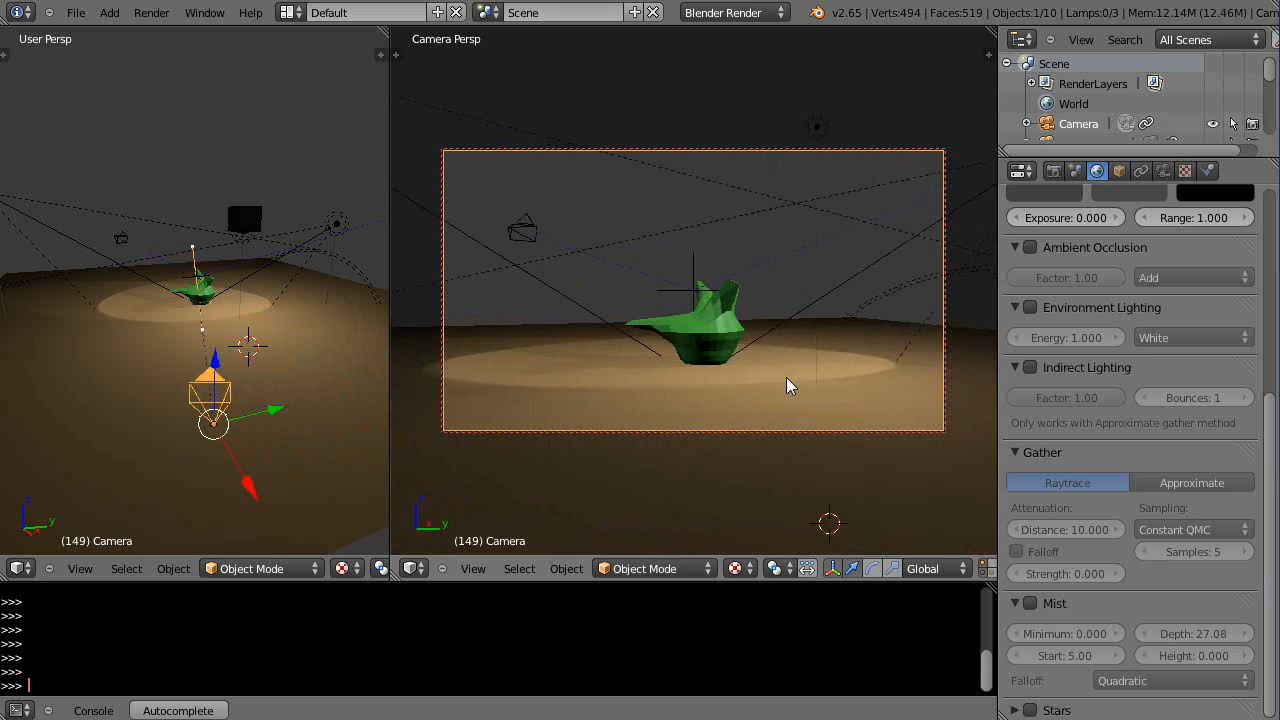 File Add Render Window Help Default Scene Blender Render v2.65 | Verts:494 | Faces:519 | Objects:1/10 | Lamps:0/3 | Mem:12.14M (12.46M) | Cam
User Persp
Camera Persp
View Search All Scenes
Scene
RenderLayers |
World
Camera |
Exposure: 0.000 Range: 1.000
Ambient Occlusion
Factor: 1.00 Add
Environment Lighting
Energy: 1.000 White
Indirect Lighting
Factor: 1.00 Bounces: 1
Only works with Approximate gather method
Gather
Raytrace Approximate
Attenuation: Sampling:
Distance: 10.000 Constant QMC
Falloff Samples: 5
Strength: 0.000
Mist
Minimum: 0.000 Depth: 27.08
Start: 5.00 Height: 0.000
Falloff: Quadratic
Stars
z
y
x
(149) Camera
z
x y
(149) Camera
View Select Object Object Mode
View Select Object Object Mode Global
>>>
>>>
>>>
>>>
>>>
>>>
>>>
Console Autocomplete